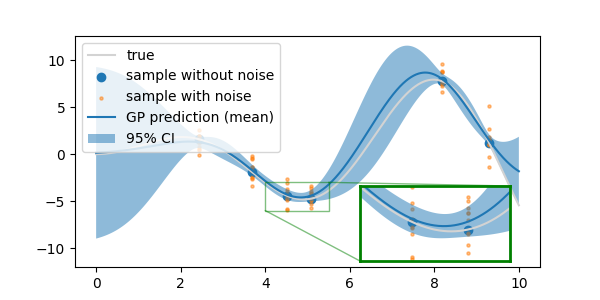 true
sample without noise
sample with noise
GP prediction (mean)
95% CI
10
5
0
−5
−10
0 2 4 6 8 10